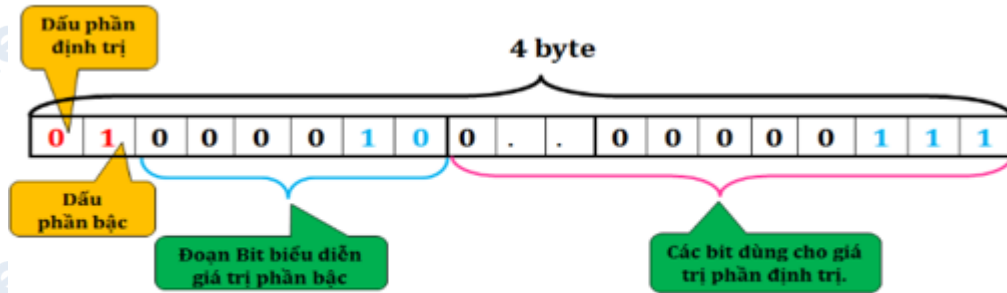 Dấu phần
định trị
4 byte
0 1 0 0 0 0 1 0 0 . . 0 0 0 0 0 1 1 1
Dấu
phần bậc
Đoạn Bit biểu diễn
giá trị phần bậc
Các bit dùng cho giá
trị phần định trị.